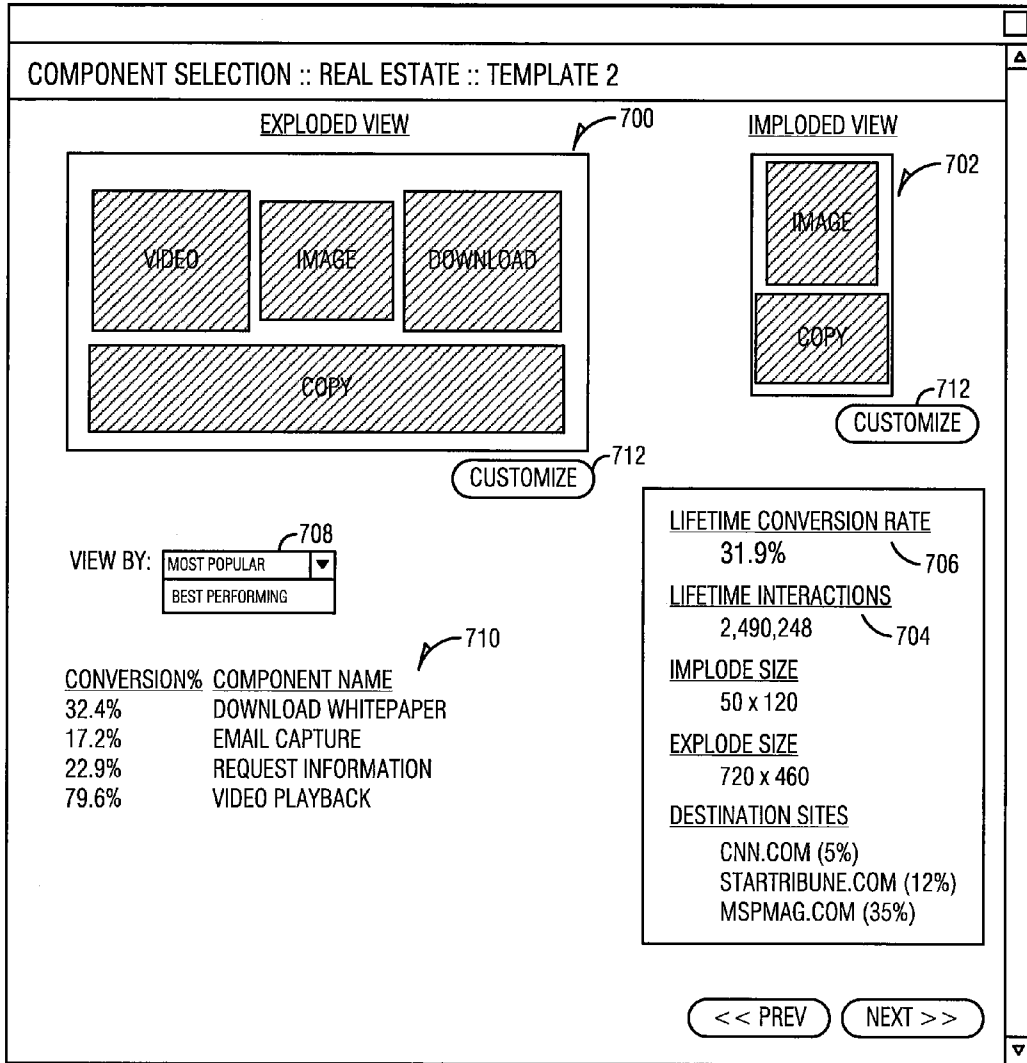 COMPONENT SELECTION :: REAL ESTATE :: TEMPLATE 2
EXPLODED VIEW
700
VIDEO
IMAGE
DOWNLOAD
COPY
CUSTOMIZE
712
IMPLODED VIEW
702
IMAGE
COPY
712
CUSTOMIZE
VIEW BY:
708
MOST POPULAR
BEST PERFORMING
710
CONVERSION% COMPONENT NAME
32.4% DOWNLOAD WHITEPAPER
17.2% EMAIL CAPTURE
22.9% REQUEST INFORMATION
79.6% VIDEO PLAYBACK
LIFETIME CONVERSION RATE
31.9%
706
LIFETIME INTERACTIONS
2,490,248
704
IMPLODE SIZE
50 x 120
EXPLODE SIZE
720 x 460
DESTINATION SITES
CNN.COM (5%)
STARTRIBUNE.COM (12%)
MSPMAG.COM (35%)
<< PREV
NEXT >>